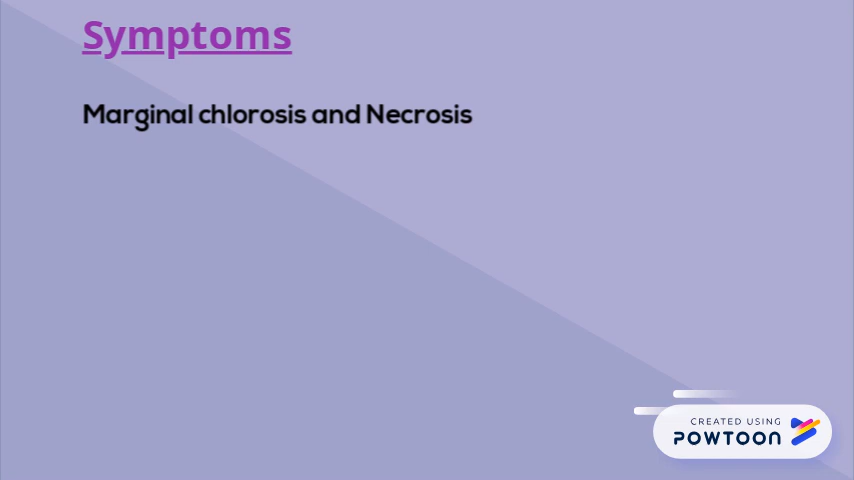 Symptoms
Marginal chlorosis and Necrosis
CREATED USING
POWTOON